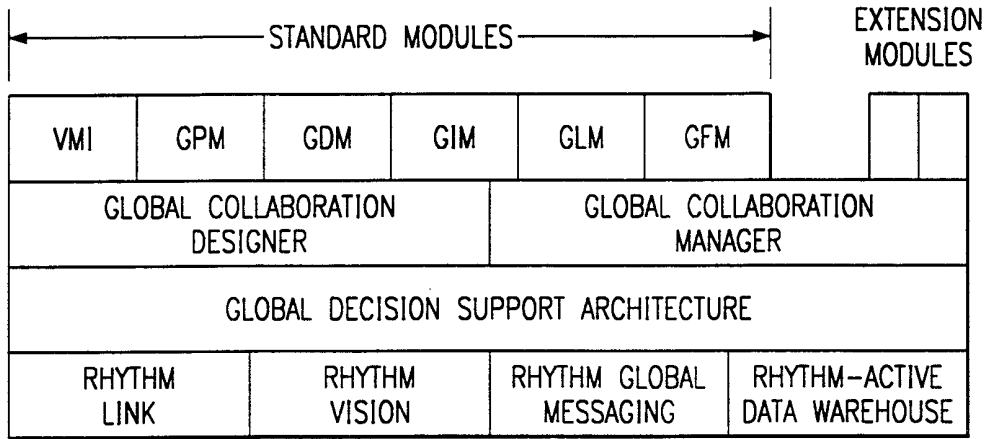 STANDARD MODULES
EXTENSION
MODULES
VMI GPM GDM GIM GLM GFM
GLOBAL COLLABORATION
DESIGNER
GLOBAL COLLABORATION
MANAGER
GLOBAL DECISION SUPPORT ARCHITECTURE
RHYTHM
LINK
RHYTHM
VISION
RHYTHM GLOBAL
MESSAGING
RHYTHM-ACTIVE
DATA WAREHOUSE